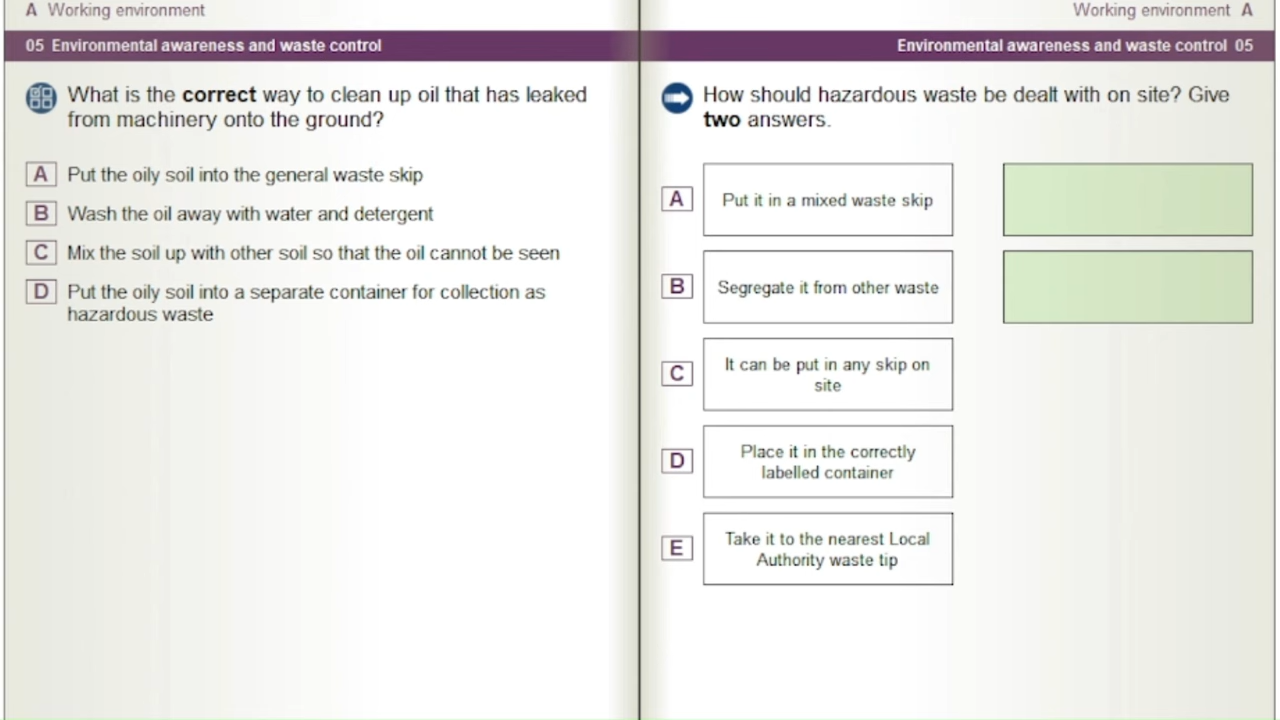 A Working environment
05 Environmental awareness and waste control
What is the correct way to clean up oil that has leaked
from machinery onto the ground?
A Put the oily soil into the general waste skip
B Wash the oil away with water and detergent
C Mix the soil up with other soil so that the oil cannot be seen
D Put the oily soil into a separate container for collection as
hazardous waste
Working environment A
Environmental awareness and waste control 05
How should hazardous waste be dealt with on site? Give
two answers.
A Put it in a mixed waste skip
B Segregate it from other waste
C It can be put in any skip on
site
D Place it in the correctly
labelled container
E Take it to the nearest Local
Authority waste tip